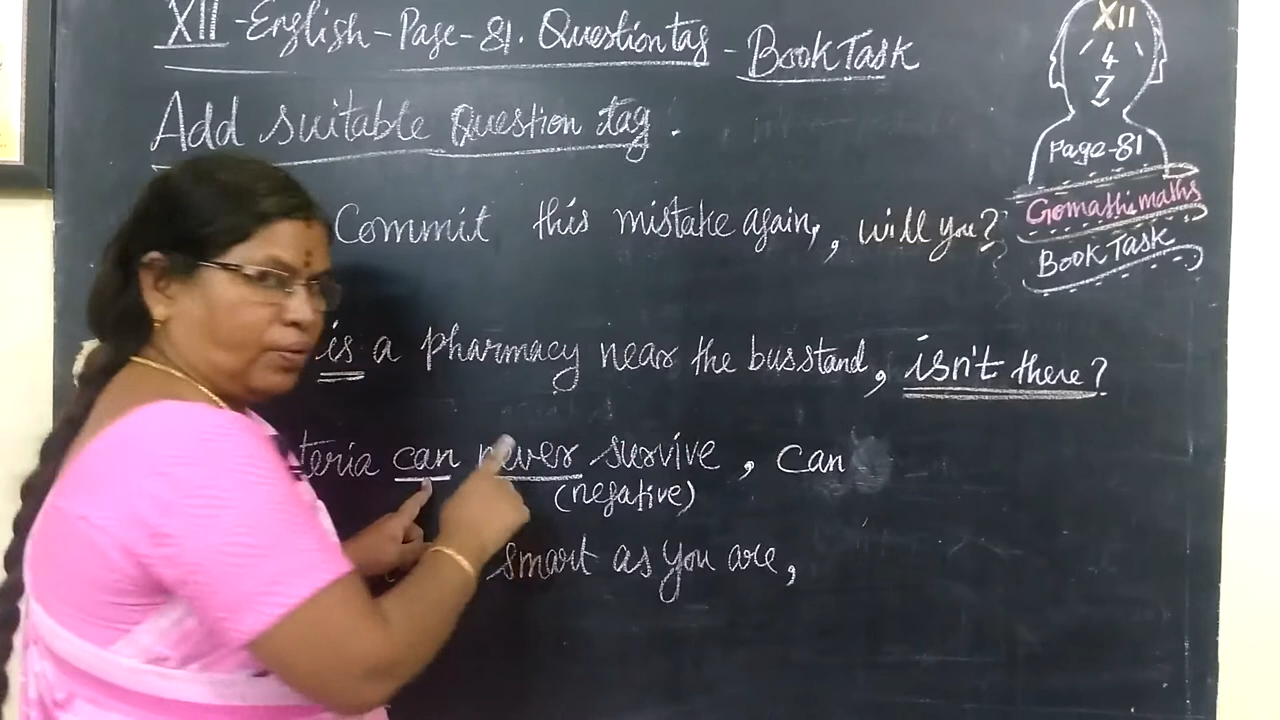 XII - English - Page - 81. Question tag - Book Task
Add suitable Question tag.
Commit this mistake again, , will you?
is a pharmacy near the bus stand, isn't there?
teria can never survive , can
(negative)
smart as you are,
XII
4
7
Page-81
Gomathi maths
Book Task